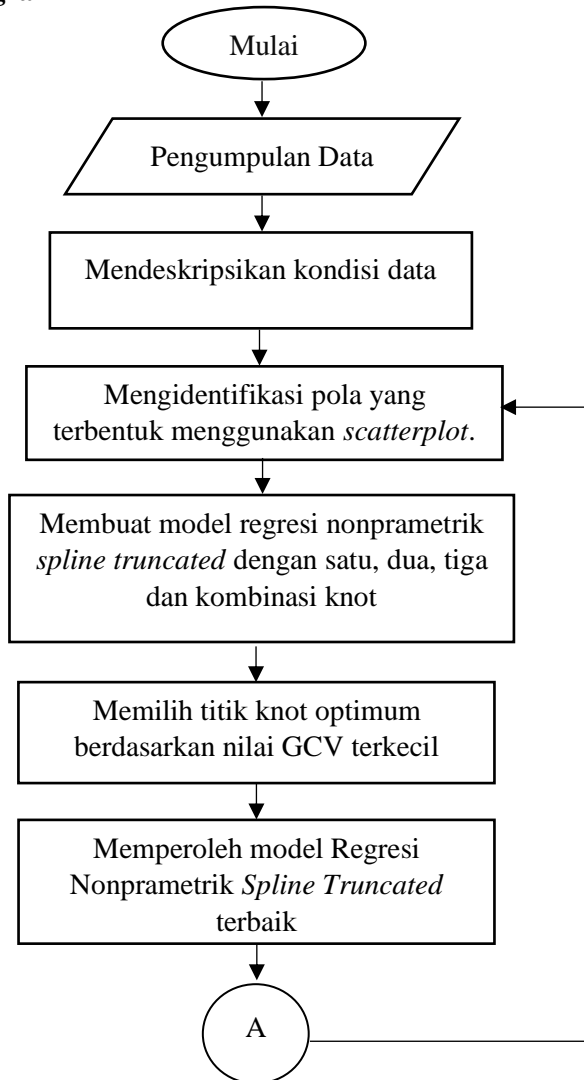 Mulai
Pengumpulan Data
Mendeskripsikan kondisi data
Mengidentifikasi pola yang
terbentuk menggunakan scatterplot.
Membuat model regresi nonprametrik
spline truncated dengan satu, dua, tiga
dan kombinasi knot
Memilih titik knot optimum
berdasarkan nilai GCV terkecil
Memperoleh model Regresi
Nonprametrik Spline Truncated
terbaik
A